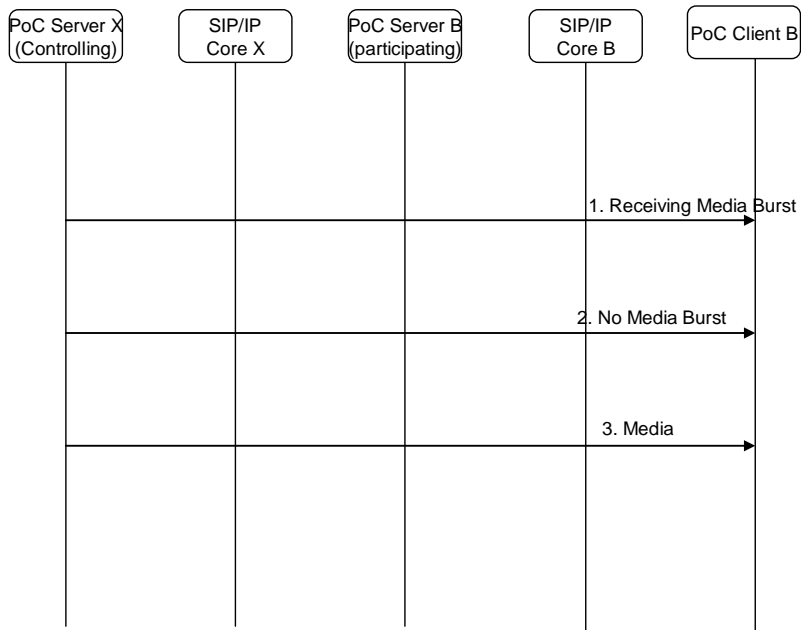 PoC Server X
(Controlling)
SIP/IP
Core X
PoC Server B
(participating)
SIP/IP
Core B
PoC Client B
1. Receiving Media Burst
2. No Media Burst
3. Media